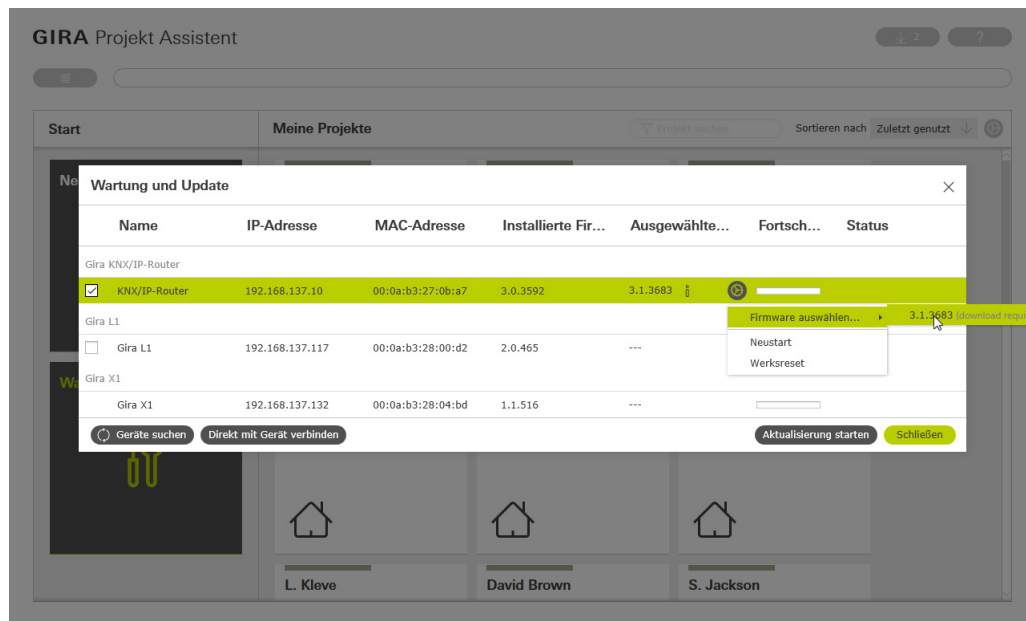 GIRA Projekt Assistent
2 ?
Start
Meine Projekte
Projekt suchen
Sortieren nach Zuletzt genutzt
Ne
Wartung und Update
Name IP-Adresse MAC-Adresse Installierte Fir... Ausgewählte... Fortsch... Status
Gira KNX/IP-Router
KNX/IP-Router 192.168.137.10 00:0a:b3:27:0b:a7 3.0.3592 3.1.3683
Firmware auswählen... 3.1.3683 (download requi
Gira L1
Neustart
Gira L1 192.168.137.117 00:0a:b3:28:00:d2 2.0.465 ---
Werksreset
Wa
Gira X1
Gira X1 192.168.137.132 00:0a:b3:28:04:bd 1.1.516 ---
Geräte suchen Direkt mit Gerät verbinden Aktualisierung starten Schließen
L. Kleve David Brown S. Jackson